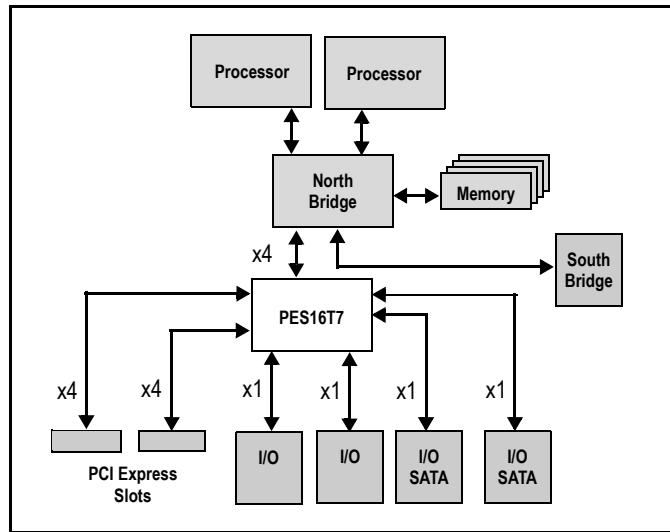 Processor
Processor
North
Bridge
Memory
x4
South
Bridge
PES16T7
x4
x4
x1
x1
x1
x1
PCI Express
Slots
I/O
I/O
I/O
SATA
I/O
SATA